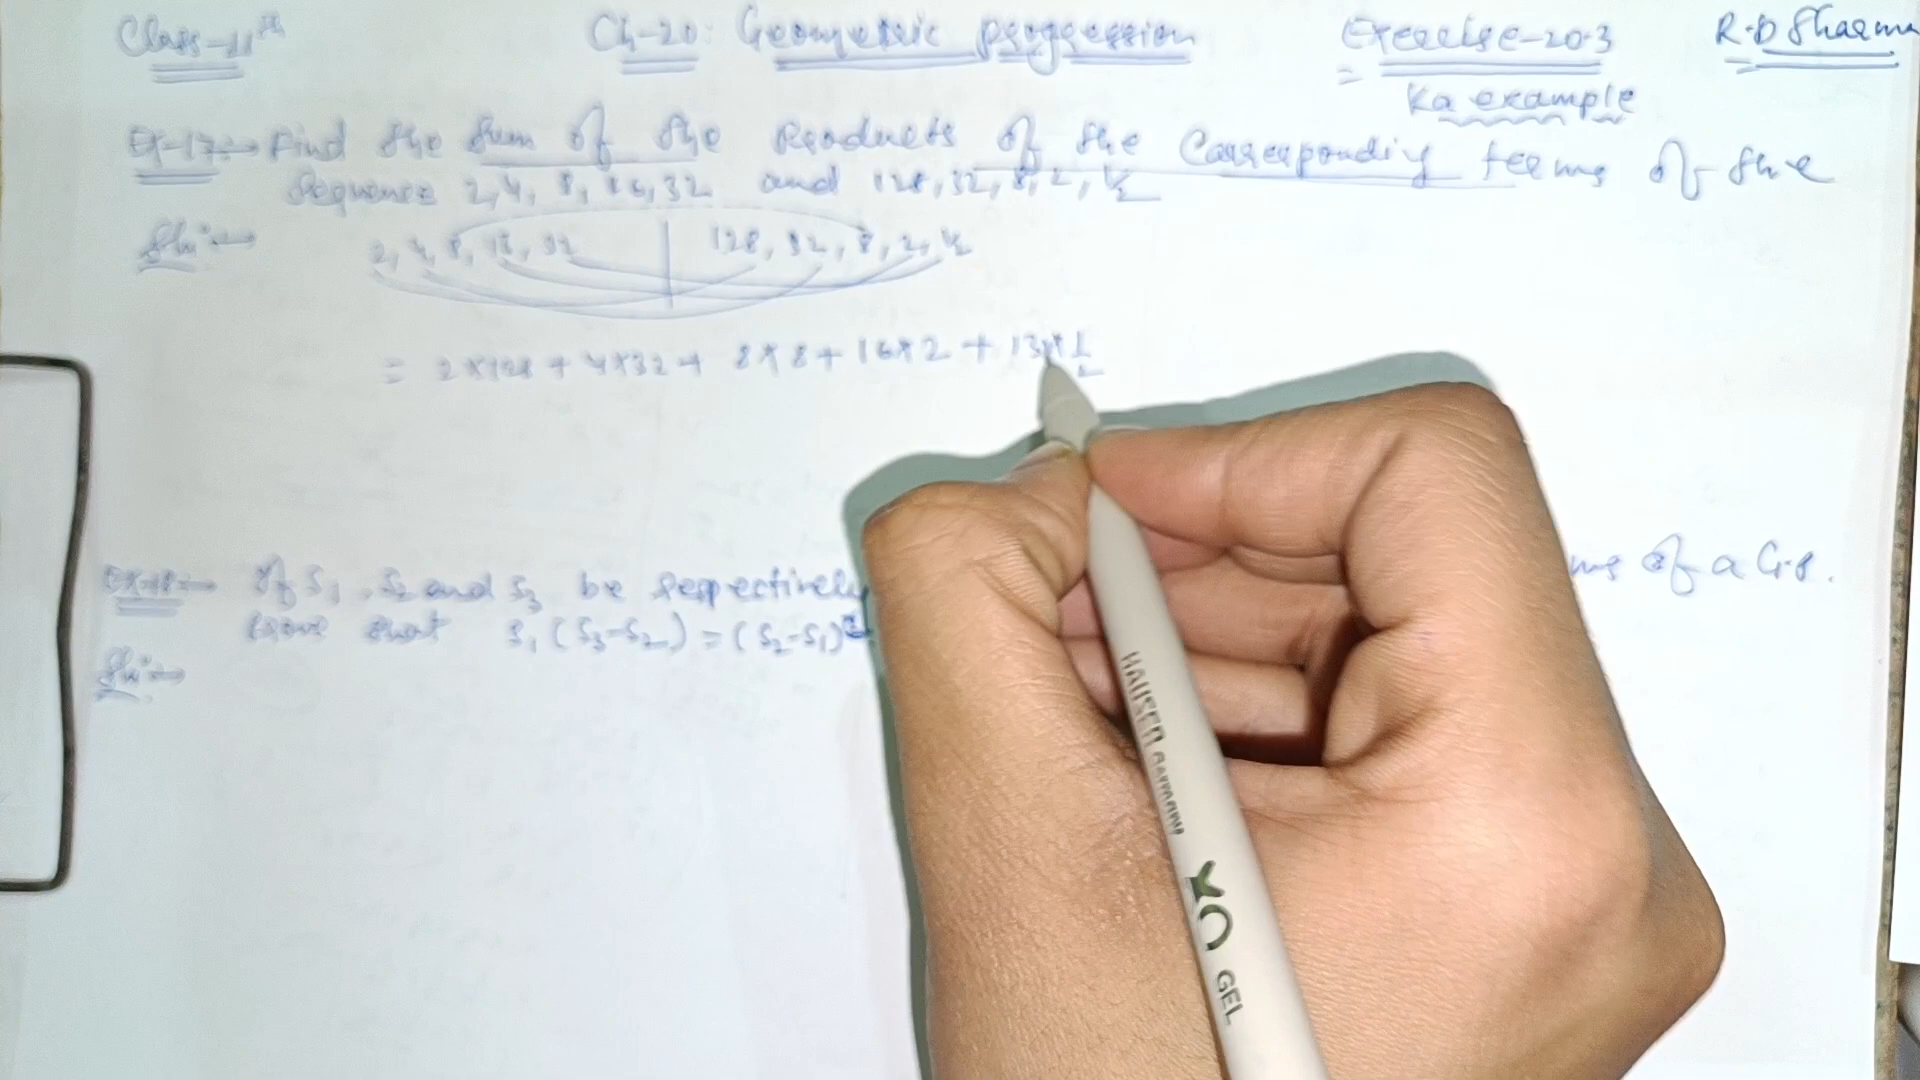 Class-11th Ch-20: Geometric progression Exercise-20.3 R.D Sharma
Ka example
EX-17:→ Find the Sum of the Products of the Corresponding terms of the
Sequence 2,4, 8, 16, 32 and 128, 32, 8, 2, 1/2
Sol:→ 2, 4, 8, 16, 32 | 128, 32, 8, 2, 1/2
= 2×128 + 4×32 + 8×8 + 16×2 +
EX-18:→ If S1, S2 and S3 be respectively of a G.P.
prove that S1 (S3-S2) = (S2-S1)2
Sol:→
HAUSER GERMANY XO GEL